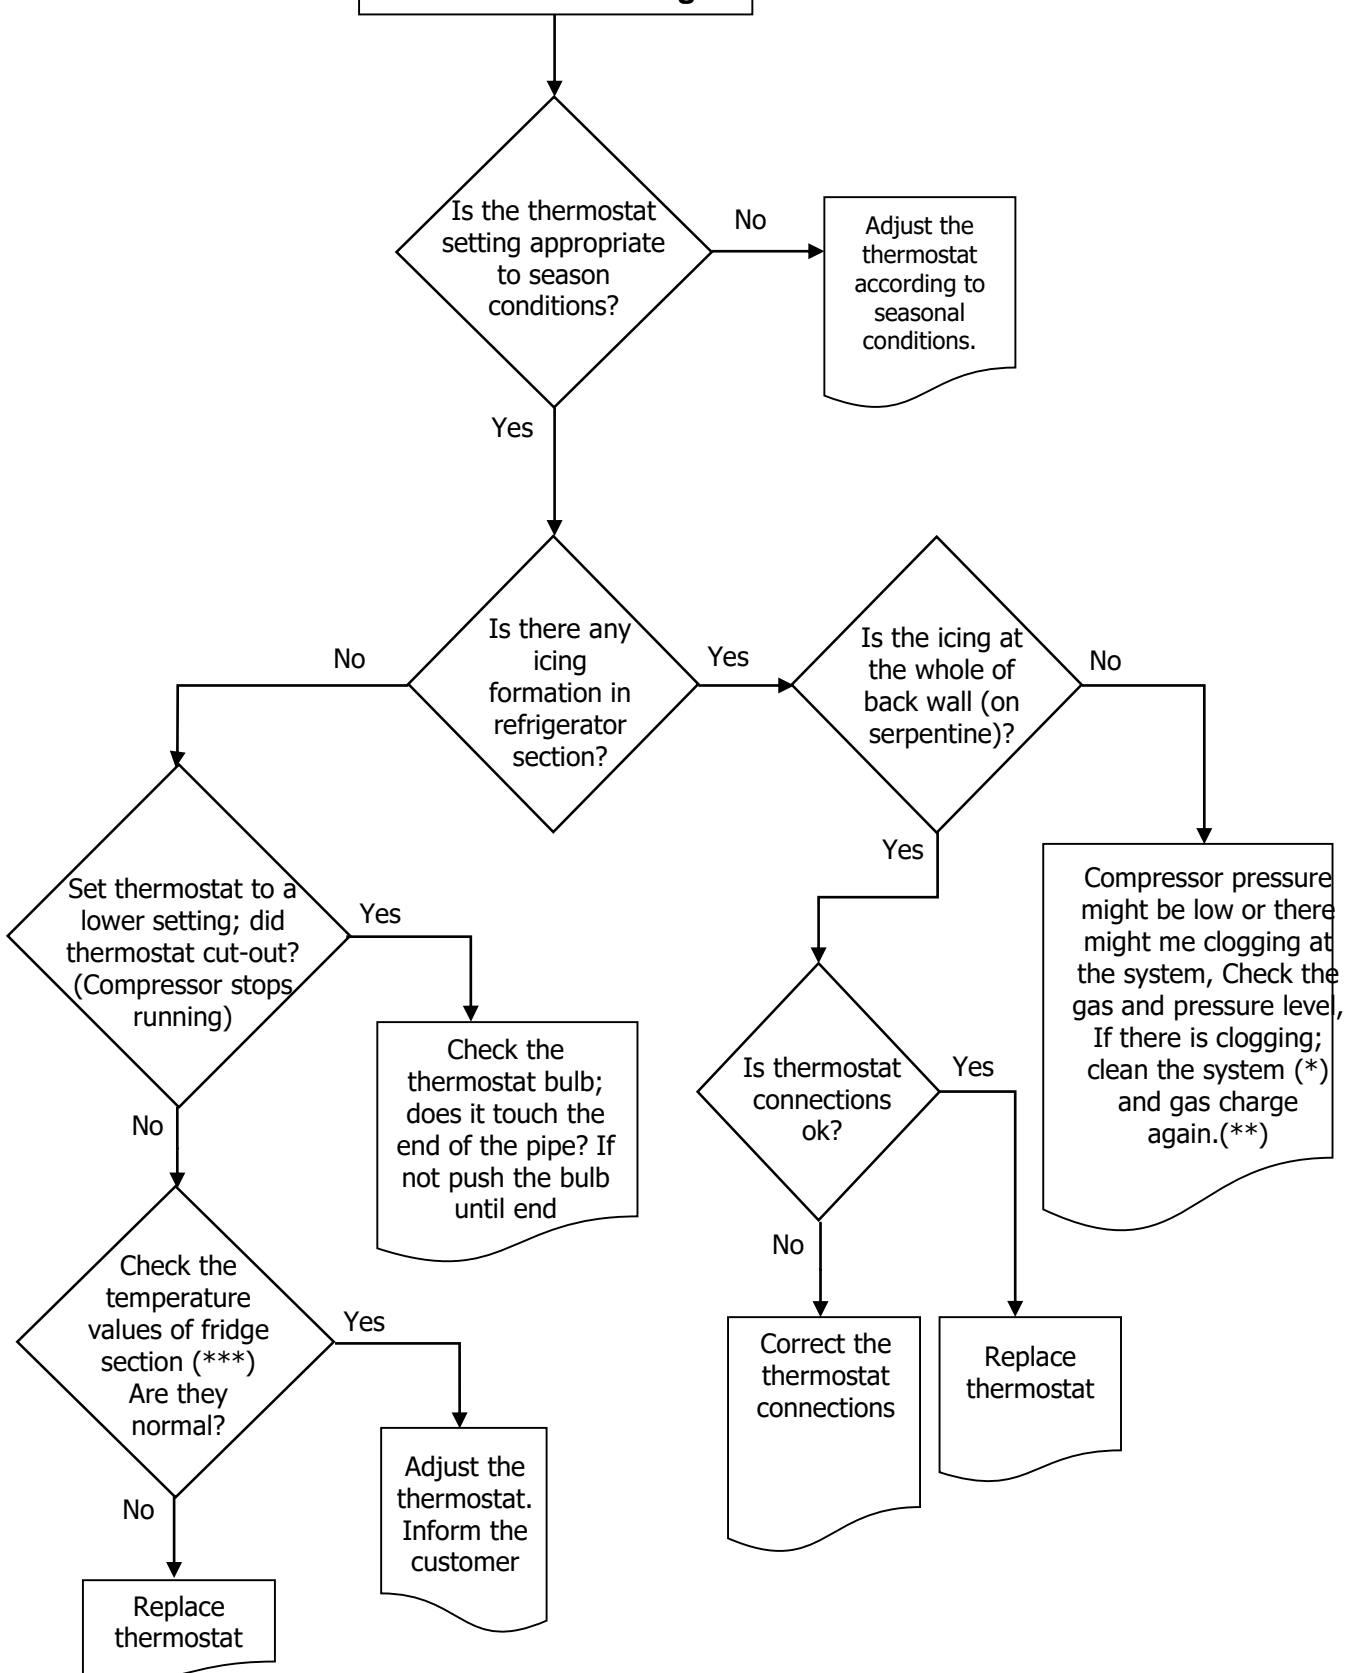 Is the thermostat
setting appropriate
to season
conditions?
No
Adjust the
thermostat
according to
seasonal
conditions.
Yes
Is there any
icing
formation in
refrigerator
section?
No
Yes
Is the icing at
the whole of
back wall (on
serpentine)?
No
Yes
Set thermostat to a
lower setting; did
thermostat cut-out?
(Compressor stops
running)
Yes
Check the
thermostat bulb;
does it touch the
end of the pipe? If
not push the bulb
until end
No
Is thermostat
connections
ok?
Yes
No
Compressor pressure
might be low or there
might me clogging at
the system, Check the
gas and pressure level,
If there is clogging;
clean the system (*)
and gas charge
again.(**)
Check the
temperature
values of fridge
section (***)
Are they
normal?
Yes
No
Adjust the
thermostat.
Inform the
customer
Correct the
thermostat
connections
Replace
thermostat
Replace
thermostat